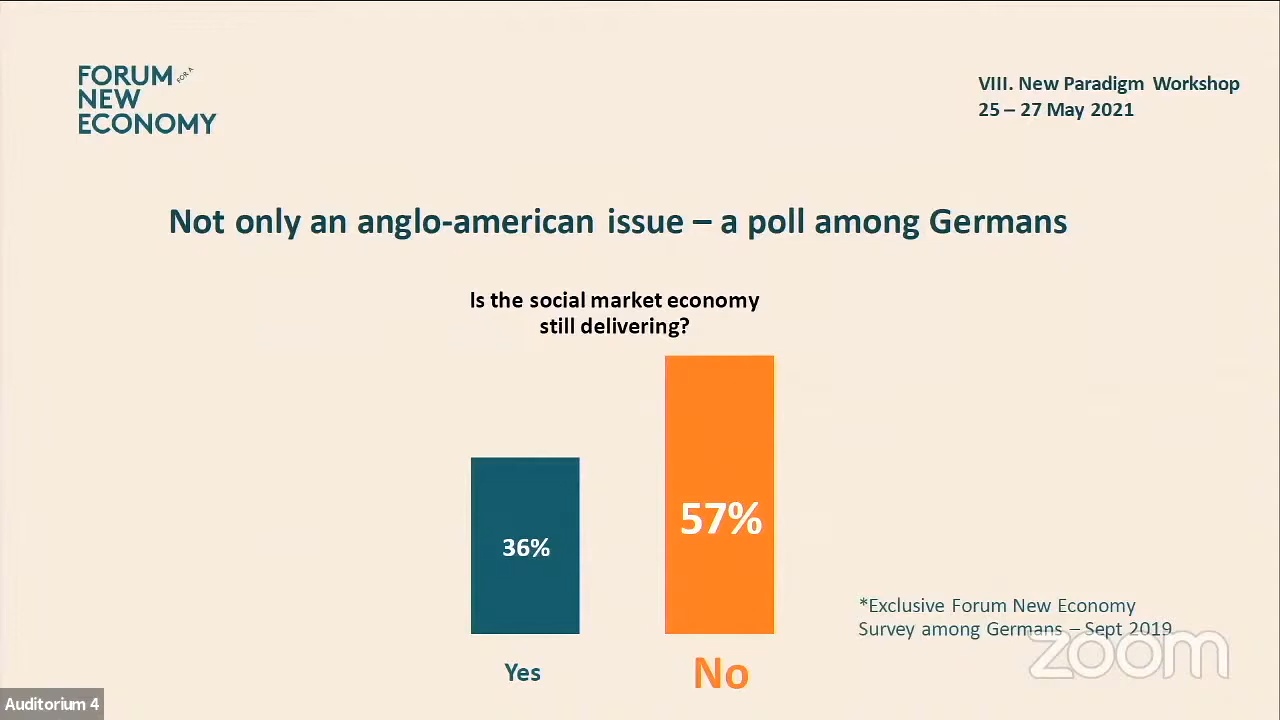 FORUM FOR A
NEW
ECONOMY
VIII. New Paradigm Workshop
25 – 27 May 2021
Not only an anglo-american issue – a poll among Germans
Is the social market economy
still delivering?
57%
36%
*Exclusive Forum New Economy
Survey among Germans – Sept 2019
zoom
Yes
No
Auditorium 4